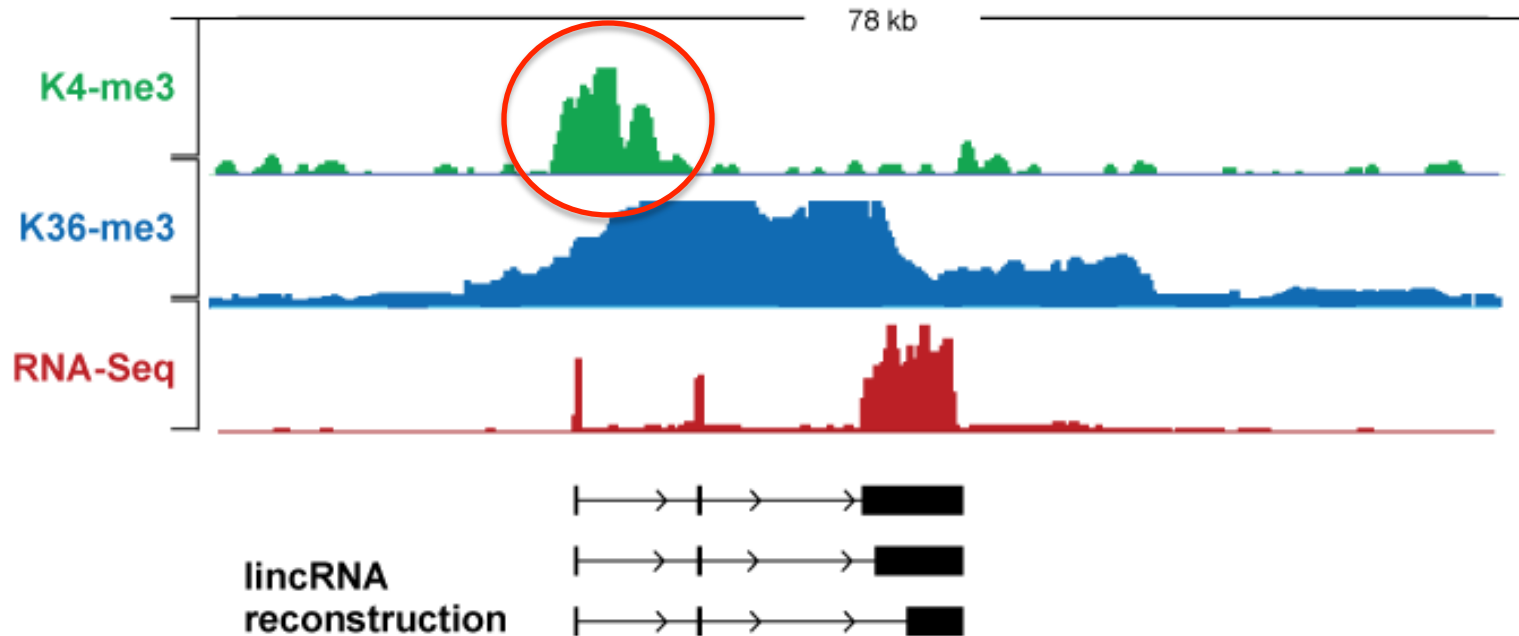 78 kb
K4-me3
K36-me3
RNA-Seq
lincRNA
reconstruction